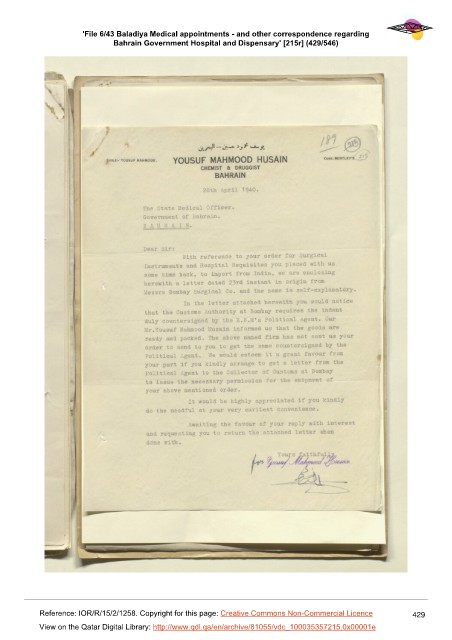 'File 6/43 Baladiya Medical appointments - and other correspondence regarding
Bahrain Government Hospital and Dispensary' [215r] (429/546)
يوسف محمود حسين — البحرين
189
215
YOUSUF MAHMOOD HUSAIN
CHEMIST & DRUGGIST
BAHRAIN
April 1942.
The State Medical Officer,
Government of Bahrain,
B A H R A I N.
Dear Sir:
With reference to your order for Surgical
Instruments and Hospital Requisites you placed with us
some time back, to import from India, we are enclosing
herewith a letter dated 23rd instant in origin from
Messrs Bombay Surgical Co. and the same is self-explanatory.
In the letter attached herewith you would notice
that the Customs Authority at Bombay requires the indent
duly countersigned by the H.B.M's Political Agent. Our
Mr.Yousuf Mahmood Husain informed us that the goods are
ready and packed. The above named firm has not sent us your
order to send to you to get the same countersigned by the
Political Agent. We would esteem it a great favour from
your part if you kindly arrange to get a letter from the
Political Agent to the Collector of Customs at Bombay
to issue the necessary permission for the shipment of
your above mentioned order.
It would be highly appreciated if you kindly
do the needful at your very earliest convenience.
Awaiting the favour of your reply with interest
and requesting you to return the attached letter when
done with.
Yours faithfully,
for Yousuf Mahmood Husain
Reference: IOR/R/15/2/1258. Copyright for this page: Creative Commons Non-Commercial Licence
View on the Qatar Digital Library: http://www.qdl.qa/en/archive/81055/vdc_100035357215.0x00001e
429